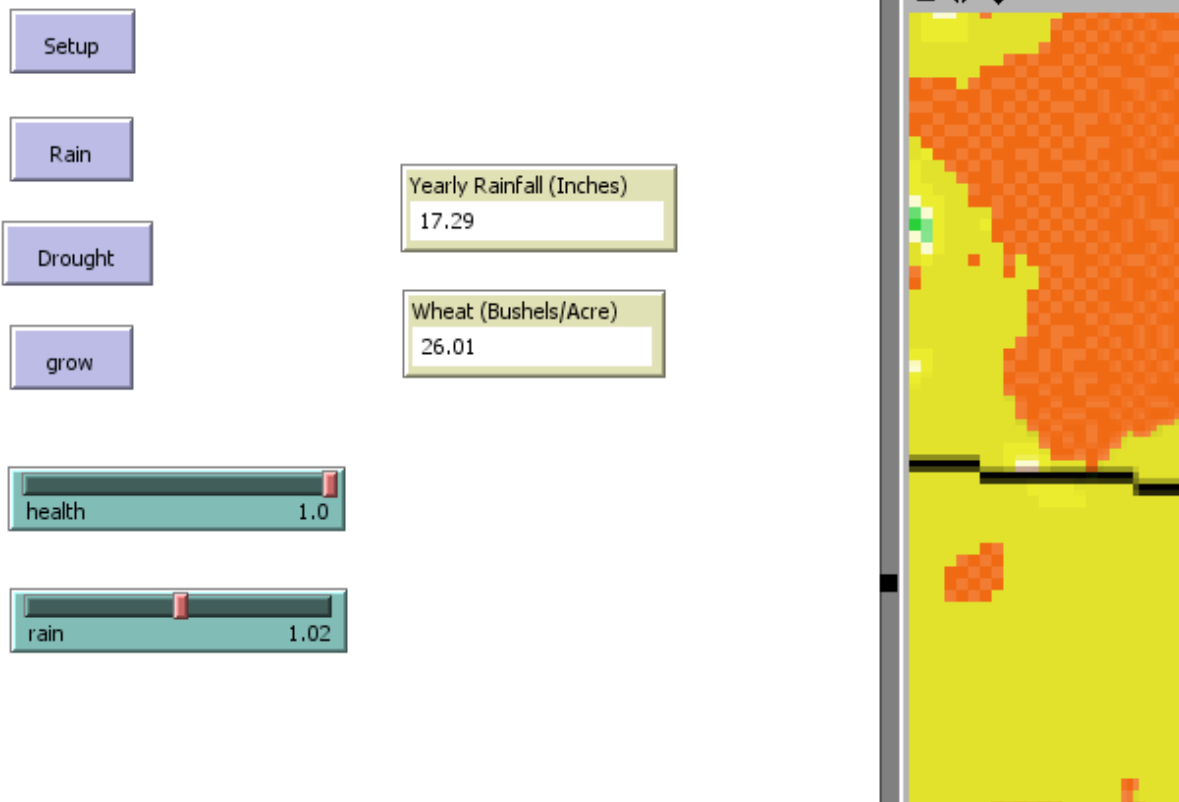 Setup
Rain
Drought
grow
Yearly Rainfall (Inches)
17.29
Wheat (Bushels/Acre)
26.01
health 1.0
rain 1.02